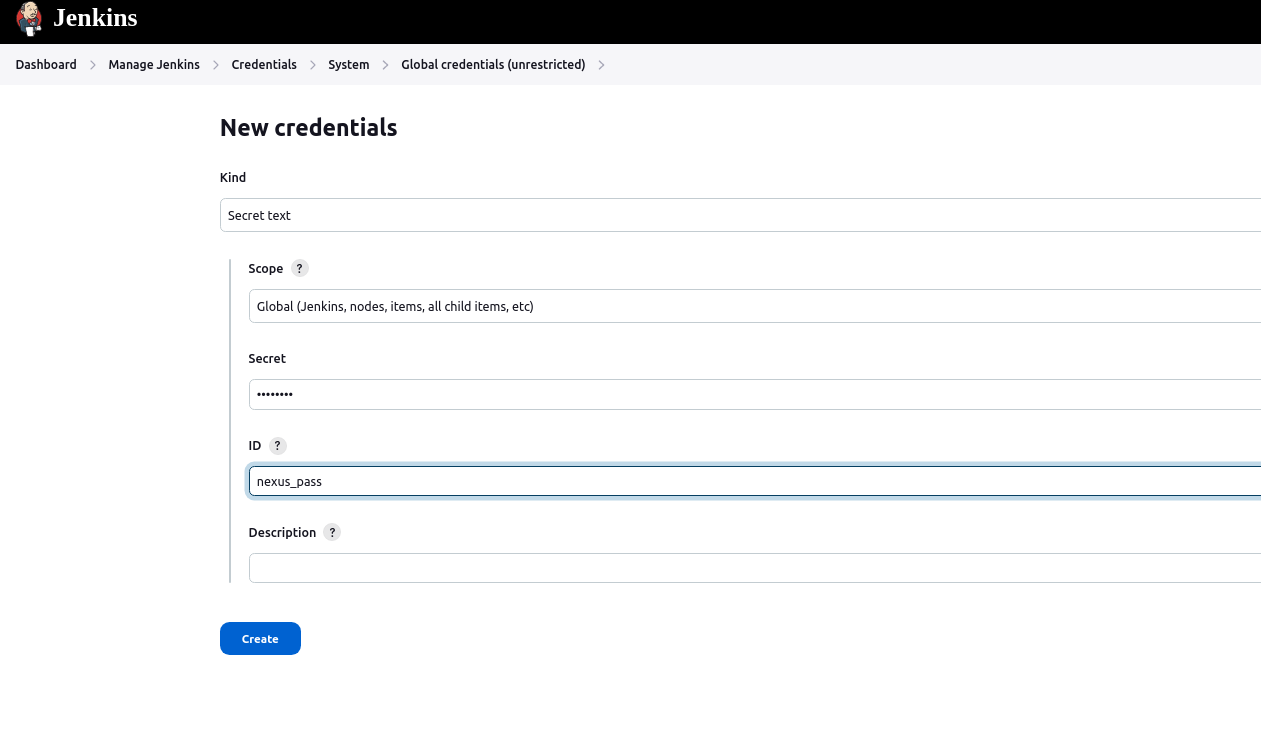 Jenkins
Dashboard > Manage Jenkins > Credentials > System > Global credentials (unrestricted) >
New credentials
Kind
Secret text
Scope ?
Global (Jenkins, nodes, items, all child items, etc)
Secret
••••••••
ID ?
nexus_pass
Description ?
Create